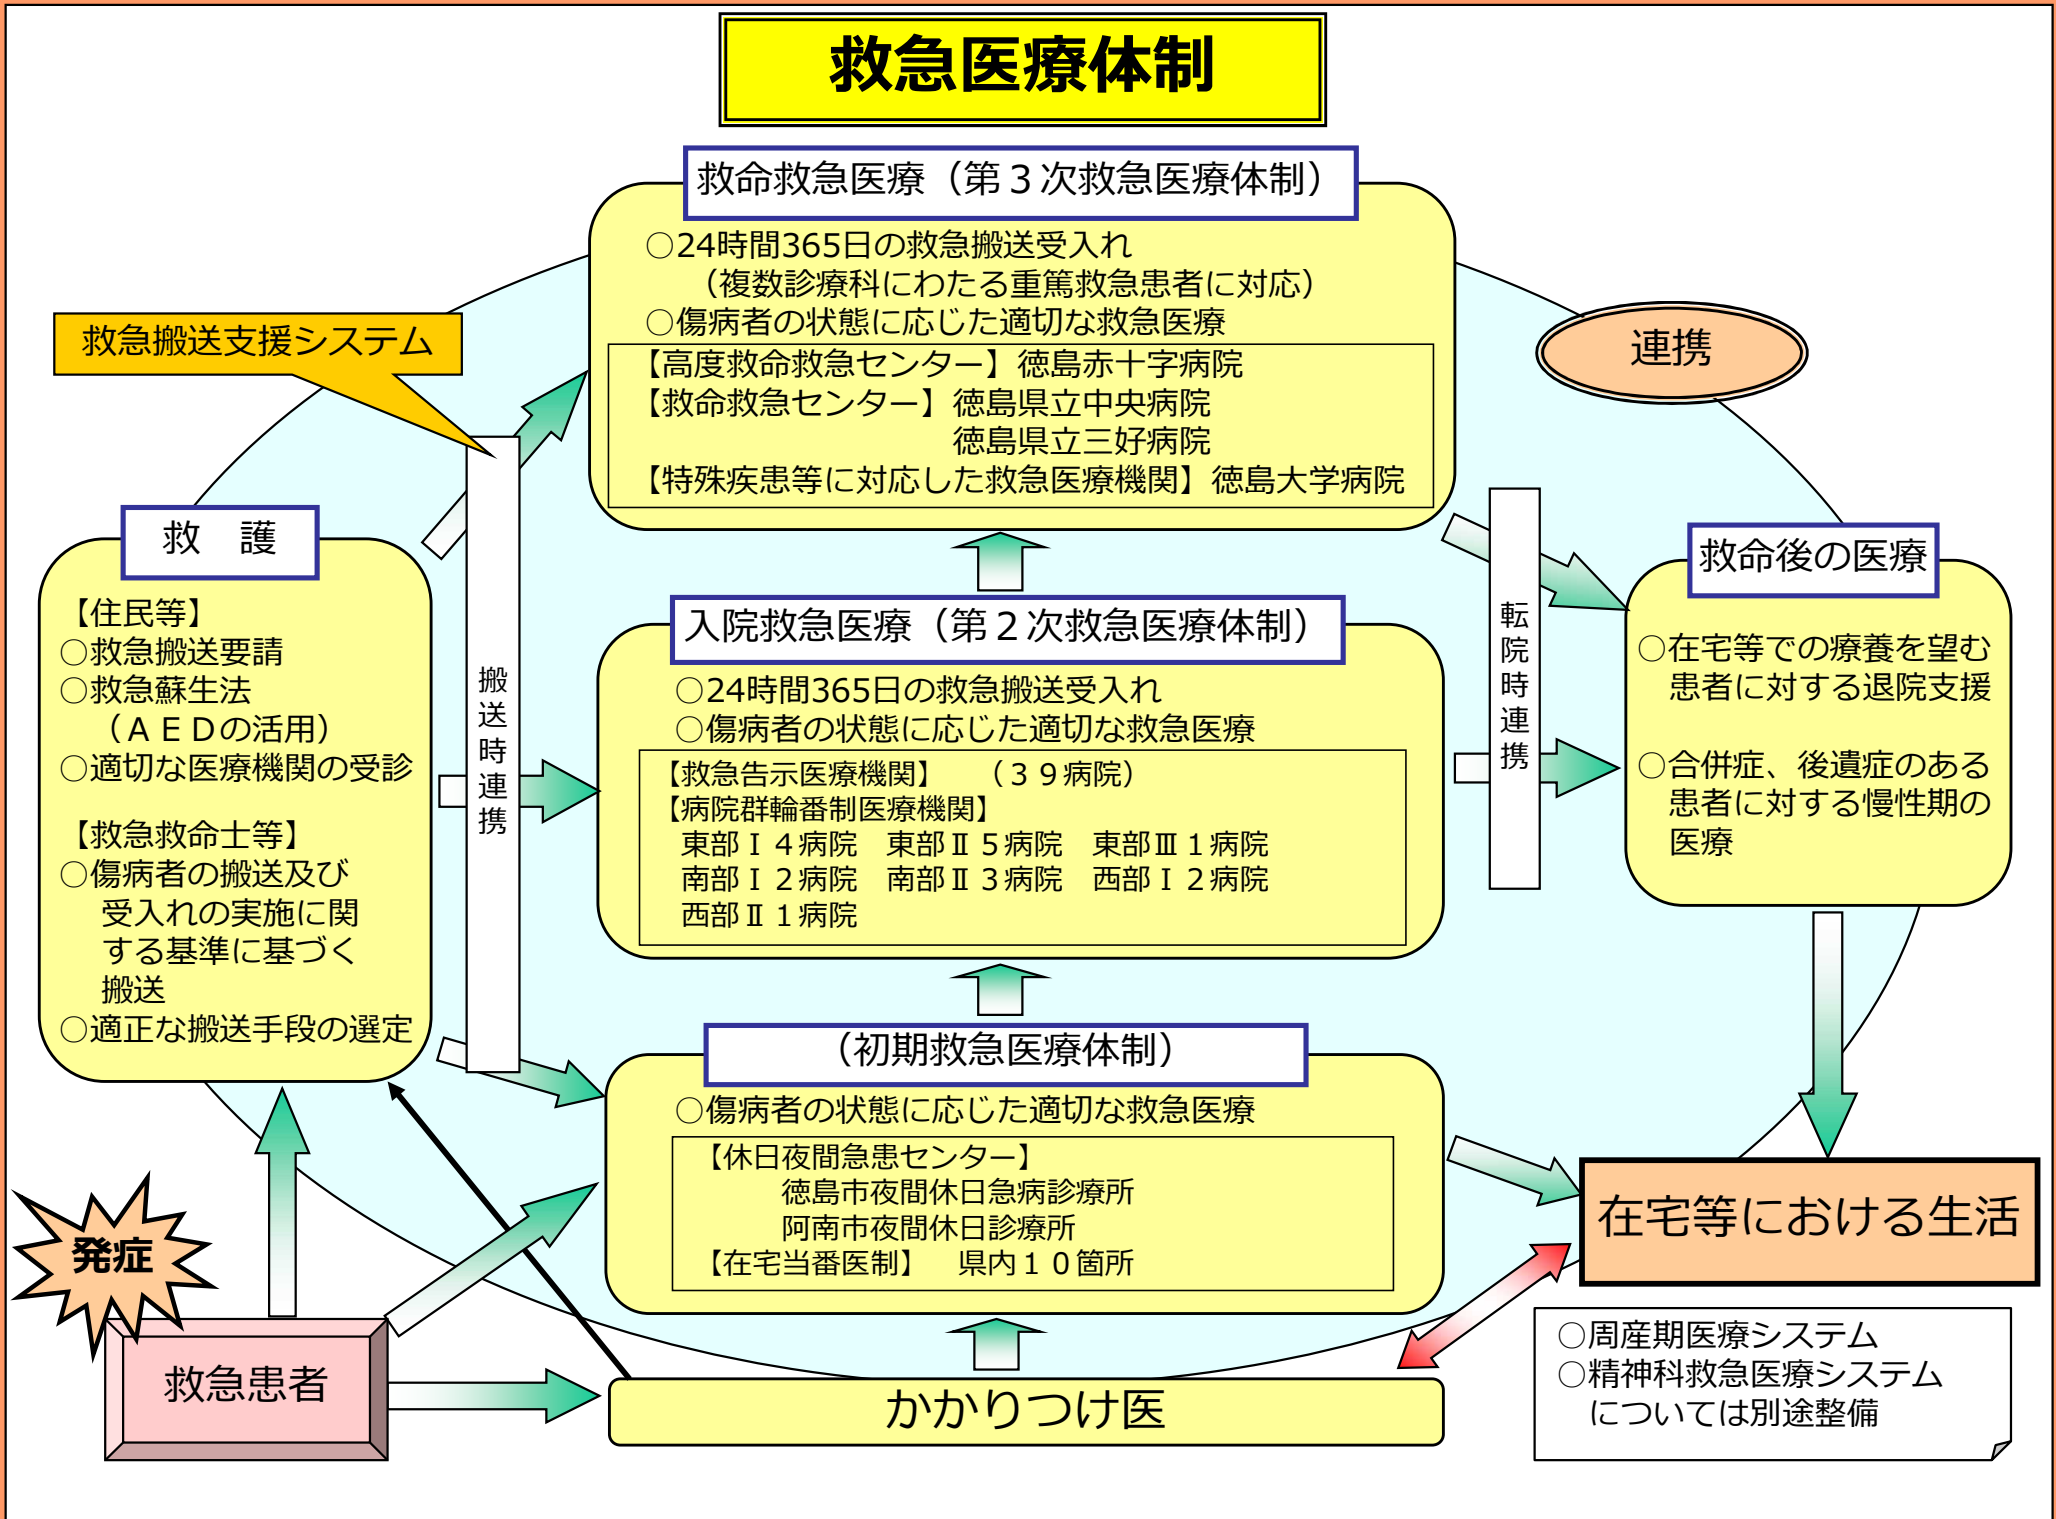 救急医療体制
救命救急医療（第３次救急医療体制）
○24時間365日の救急搬送受入れ
（複数診療科にわたる重篤救急患者に対応）
○傷病者の状態に応じた適切な救急医療
【高度救命救急センター】徳島赤十字病院
【救命救急センター】徳島県立中央病院
徳島県立三好病院
【特殊疾患等に対応した救急医療機関】徳島大学病院
救急搬送支援システム
連携
救　護
【住民等】
○救急搬送要請
○救急蘇生法
（ＡＥＤの活用）
○適切な医療機関の受診
【救急救命士等】
○傷病者の搬送及び
受入れの実施に関
する基準に基づく
搬送
○適正な搬送手段の選定
搬送時連携
入院救急医療（第２次救急医療体制）
○24時間365日の救急搬送受入れ
○傷病者の状態に応じた適切な救急医療
【救急告示医療機関】　（３９病院）
【病院群輪番制医療機関】
東部Ⅰ４病院　東部Ⅱ５病院　東部Ⅲ１病院
南部Ⅰ２病院　南部Ⅱ３病院　西部Ⅰ２病院
西部Ⅱ１病院
転院時連携
救命後の医療
○在宅等での療養を望む
患者に対する退院支援
○合併症、後遺症のある
患者に対する慢性期の
医療
（初期救急医療体制）
○傷病者の状態に応じた適切な救急医療
【休日夜間急患センター】
徳島市夜間休日急病診療所
阿南市夜間休日診療所
【在宅当番医制】　県内１０箇所
在宅等における生活
発症
救急患者
かかりつけ医
○周産期医療システム
○精神科救急医療システム
については別途整備